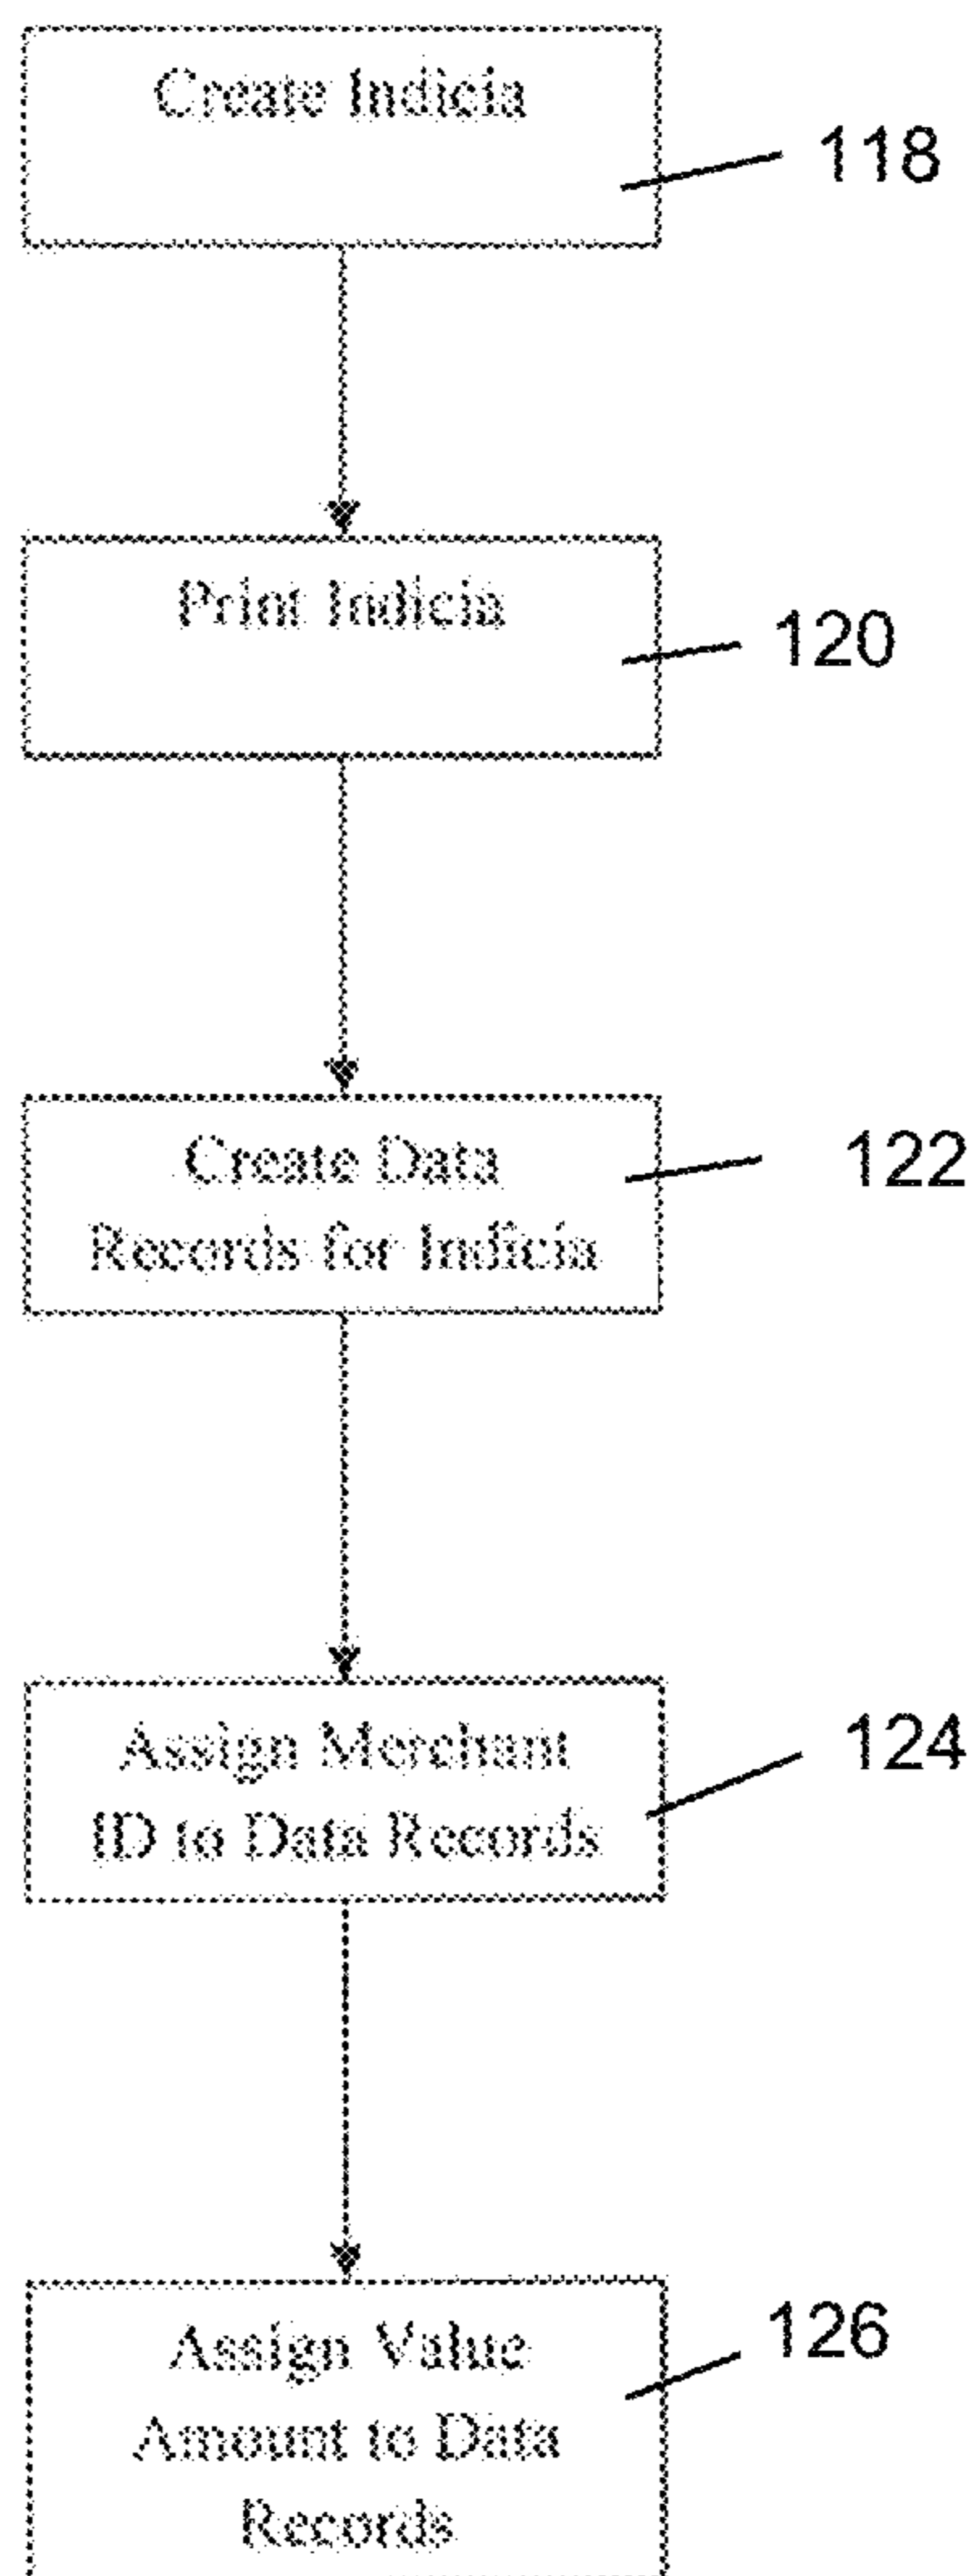 Create Indicia
118
Print Indicia
120
Create Data
122
Records for Indicia
Assign Merchant
124
ID to Data Records
Assign Value
126
Amount to Data
Records